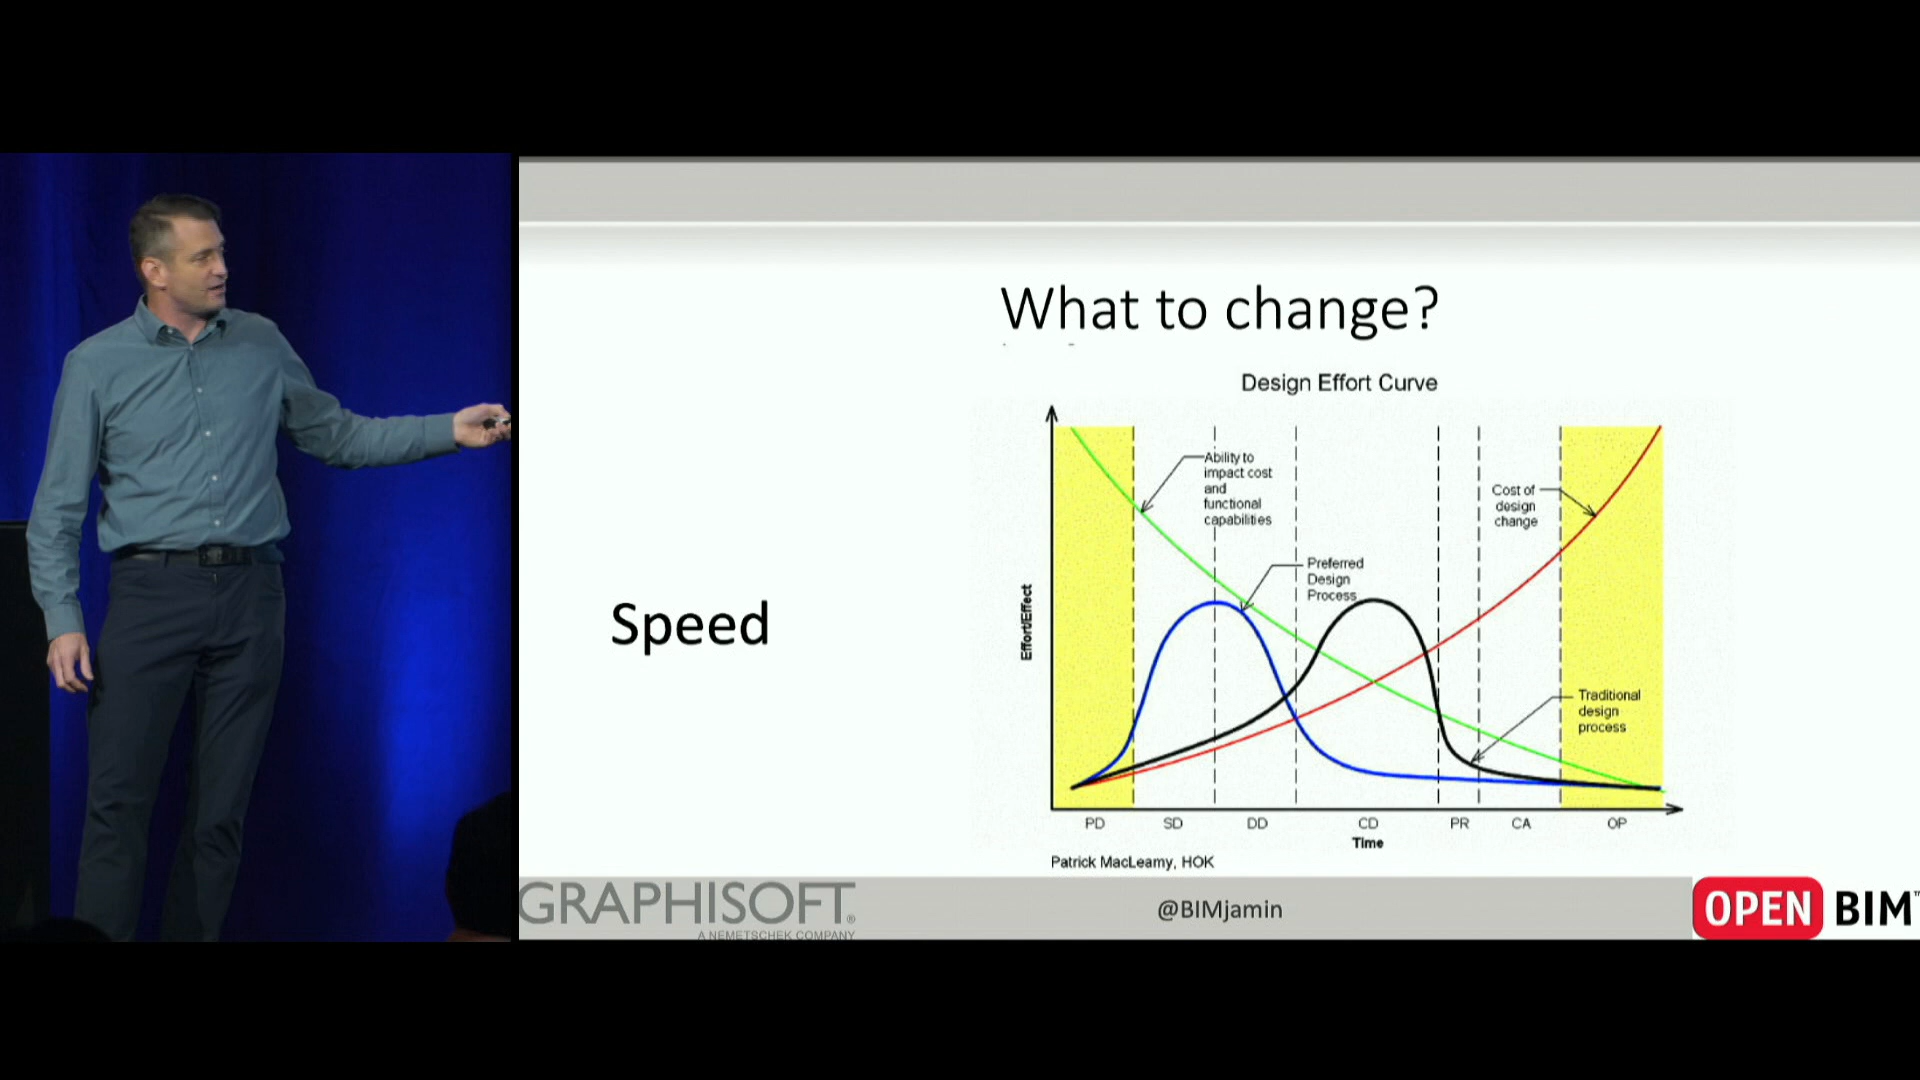 What to change?
Speed
Design Effort Curve
Ability to
impact cost
and
functional
capabilities
Cost of
design
change
Preferred
Design
Process
Traditional
design
process
Effort/Effect
PD SD DD CD PR CA OP
Time
Patrick MacLeamy, HOK
GRAPHISOFT®
A NEMETSCHEK COMPANY
@BIMjamin
OPEN BIM™